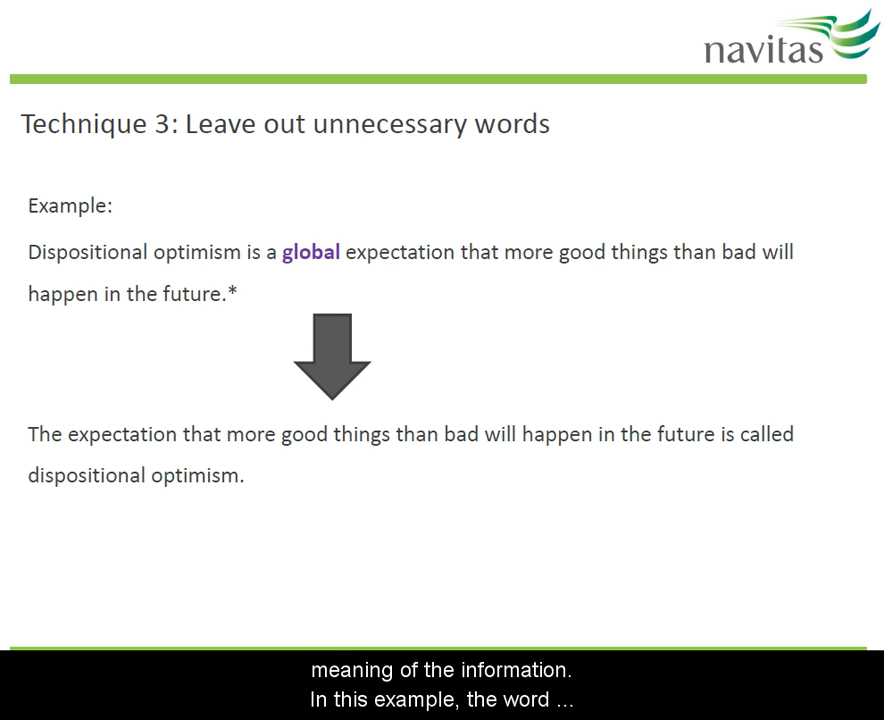 navitas
Technique 3: Leave out unnecessary words
Example:
Dispositional optimism is a global expectation that more good things than bad will
happen in the future.*
The expectation that more good things than bad will happen in the future is called
dispositional optimism.
meaning of the information.
In this example, the word ...